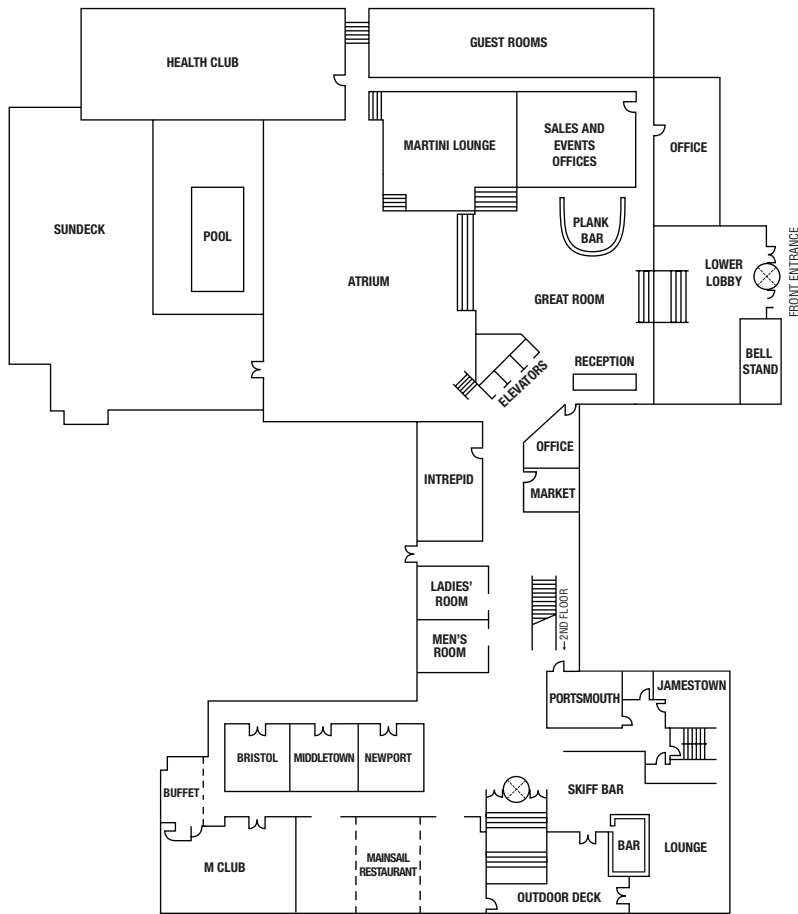 GUEST ROOMS
HEALTH CLUB
MARTINI LOUNGE
SALES AND
EVENTS
OFFICES
OFFICE
SUNDECK
POOL
PLANK
BAR
ATRIUM
LOWER
LOBBY
FRONT ENTRANCE
GREAT ROOM
RECEPTION
BELL
STAND
ELEVATORS
OFFICE
INTREPID
MARKET
LADIES'
ROOM
←2ND FLOOR
MEN'S
ROOM
PORTSMOUTH
JAMESTOWN
BRISTOL
MIDDLETOWN
NEWPORT
BUFFET
SKIFF BAR
BAR
LOUNGE
M CLUB
MAINSAIL
RESTAURANT
OUTDOOR DECK